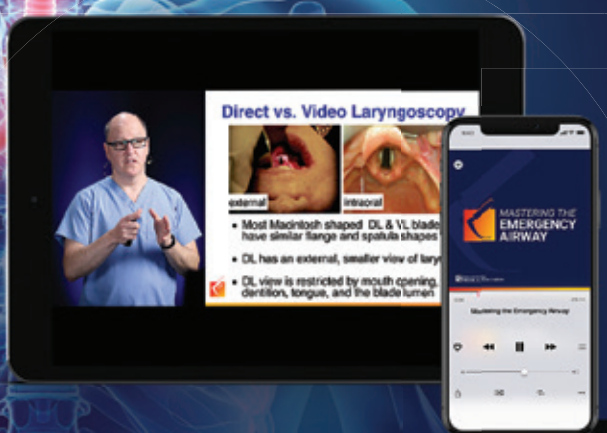 Direct vs. Video Laryngoscopy
external
intraoral
• Most Macintosh shaped DL & VL blade
have similar flange and spatula shapes
• DL has an external, smaller view of lary
• DL view is restricted by mouth opening,
dentition, tongue, and the blade lumen
MASTERING THE
EMERGENCY
AIRWAY
Mastering the Emergency Airway